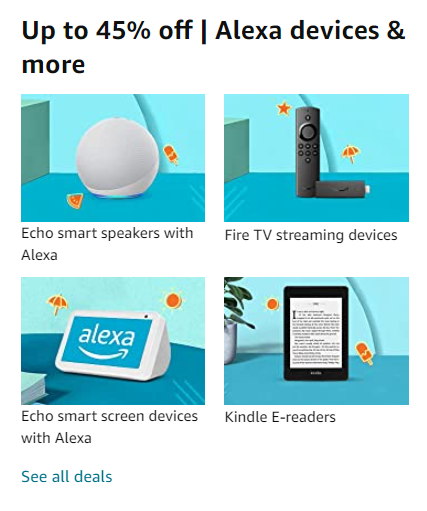 Up to 45% off | Alexa devices &
more
Echo smart speakers with
Alexa
Fire TV streaming devices
alexa
Echo smart screen devices
with Alexa
kindle
Kindle E-readers
See all deals